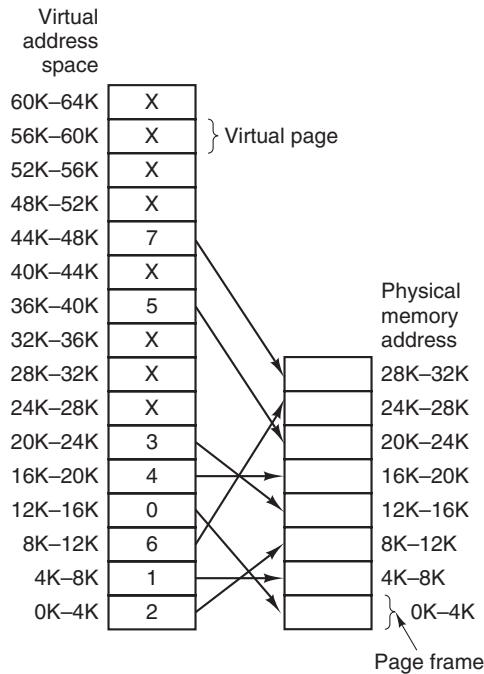 Virtual
address
space
60K–64K X
56K–60K X Virtual page
52K–56K X
48K–52K X
44K–48K 7
40K–44K X
36K–40K 5
Physical
memory
address
32K–36K X
28K–32K X 28K–32K
24K–28K X 24K–28K
20K–24K 3 20K–24K
16K–20K 4 16K–20K
12K–16K 0 12K–16K
8K–12K 6 8K–12K
4K–8K 1 4K–8K
0K–4K 2 0K–4K
Page frame